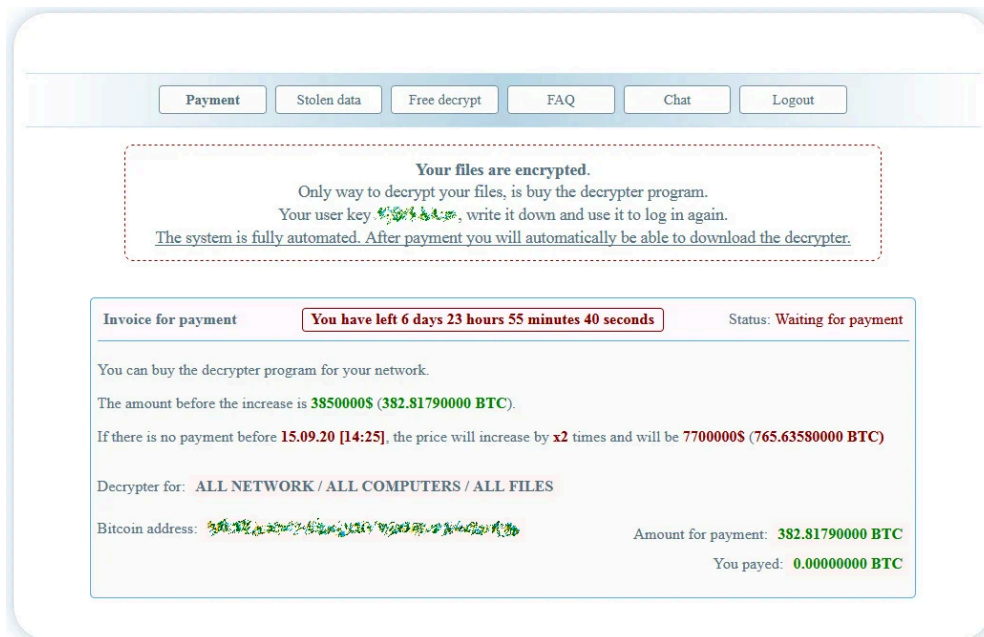 Payment Stolen data Free decrypt FAQ Chat Logout
Your files are encrypted.
Only way to decrypt your files, is buy the decrypter program.
Your user key , write it down and use it to log in again.
The system is fully automated. After payment you will automatically be able to download the decrypter.
Invoice for payment You have left 6 days 23 hours 55 minutes 40 seconds Status: Waiting for payment
You can buy the decrypter program for your network.
The amount before the increase is 3850000$ (382.81790000 BTC).
If there is no payment before 15.09.20 [14:25], the price will increase by x2 times and will be 7700000$ (765.63580000 BTC)
Decrypter for: ALL NETWORK / ALL COMPUTERS / ALL FILES
Bitcoin address:
Amount for payment: 382.81790000 BTC
You payed: 0.00000000 BTC